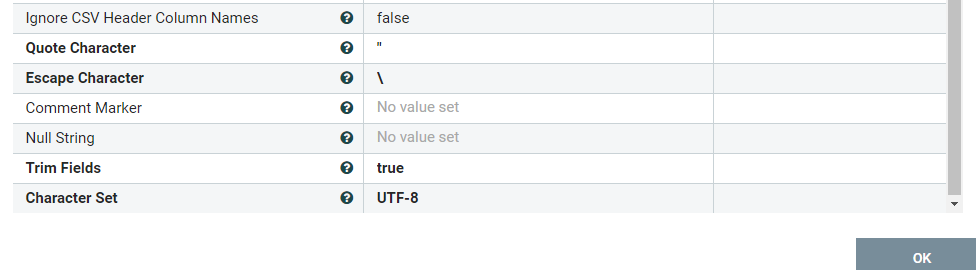 Ignore CSV Header Column Names false
Quote Character "
Escape Character \
Comment Marker No value set
Null String No value set
Trim Fields true
Character Set UTF-8
OK